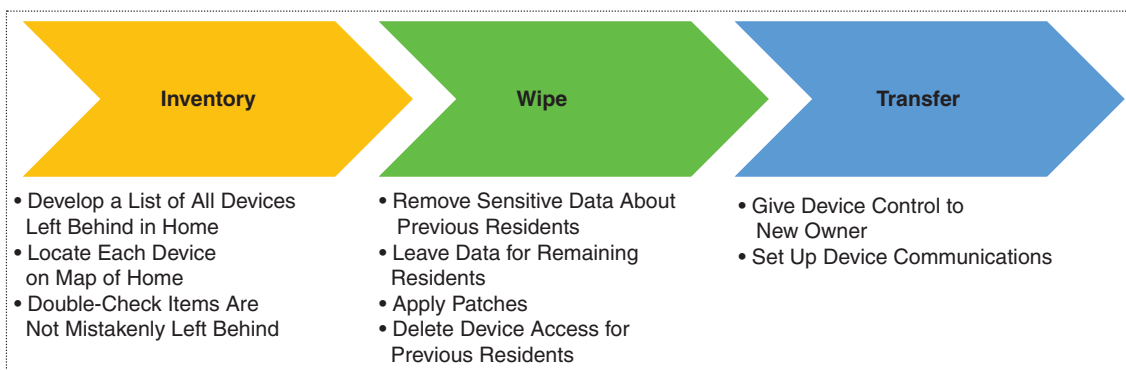 Inventory
Wipe
Transfer
• Develop a List of All Devices
Left Behind in Home
• Locate Each Device
on Map of Home
• Double-Check Items Are
Not Mistakenly Left Behind
• Remove Sensitive Data About
Previous Residents
• Leave Data for Remaining
Residents
• Apply Patches
• Delete Device Access for
Previous Residents
• Give Device Control to
New Owner
• Set Up Device Communications